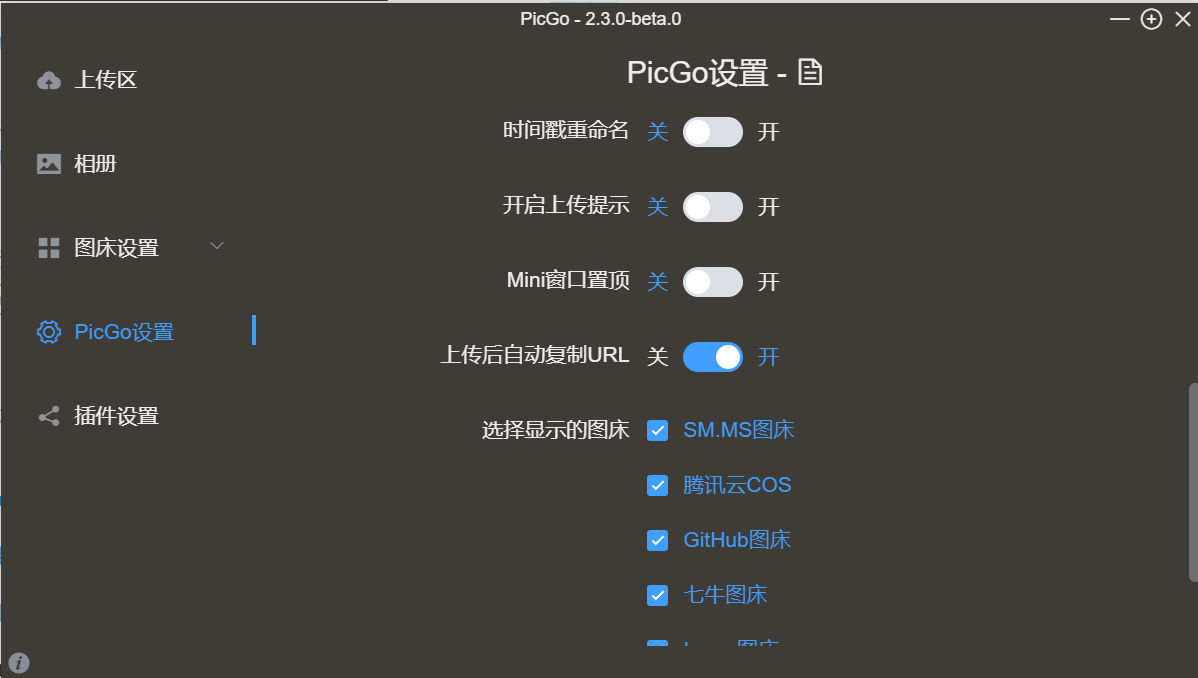 PicGo - 2.3.0-beta.0
上传区
相册
图床设置
PicGo设置
插件设置
PicGo设置 -
时间戳重命名 关 开
开启上传提示 关 开
Mini窗口置顶 关 开
上传后自动复制URL 关 开
选择显示的图床 SM.MS图床
腾讯云COS
GitHub图床
七牛图床
图床